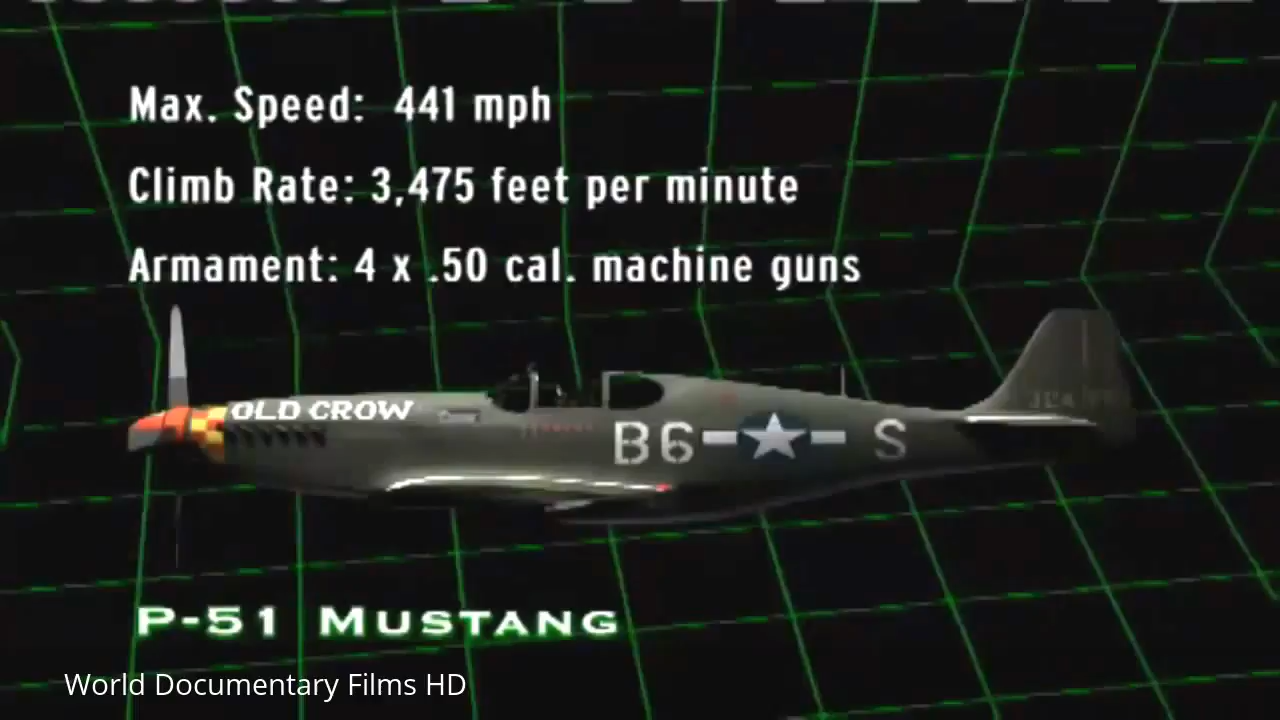 Max. Speed: 441 mph
Climb Rate: 3,475 feet per minute
Armament: 4 x .50 cal. machine guns
OLD CROW
B6 S
P-51 MUSTANG
World Documentary Films HD